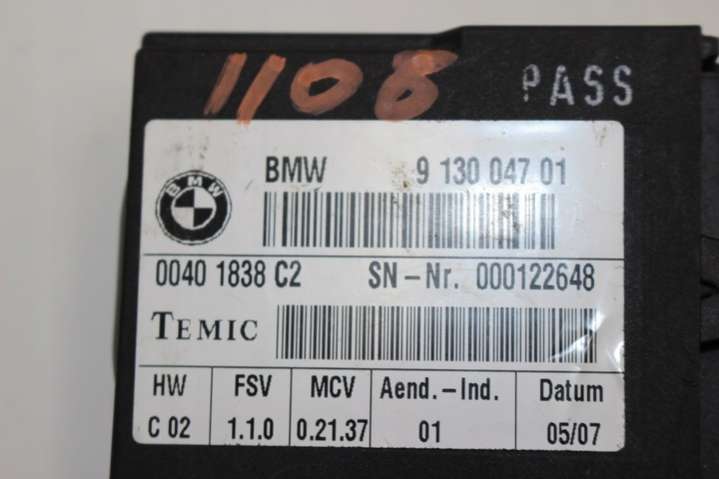 1108
PASS
BMW 9 130 047 01
BMW
0040 1838 C2 SN-Nr. 000122648
TEMIC
HW FSV MCV Aend.-Ind. Datum
C 02 1.1.0 0.21.37 01 05/07